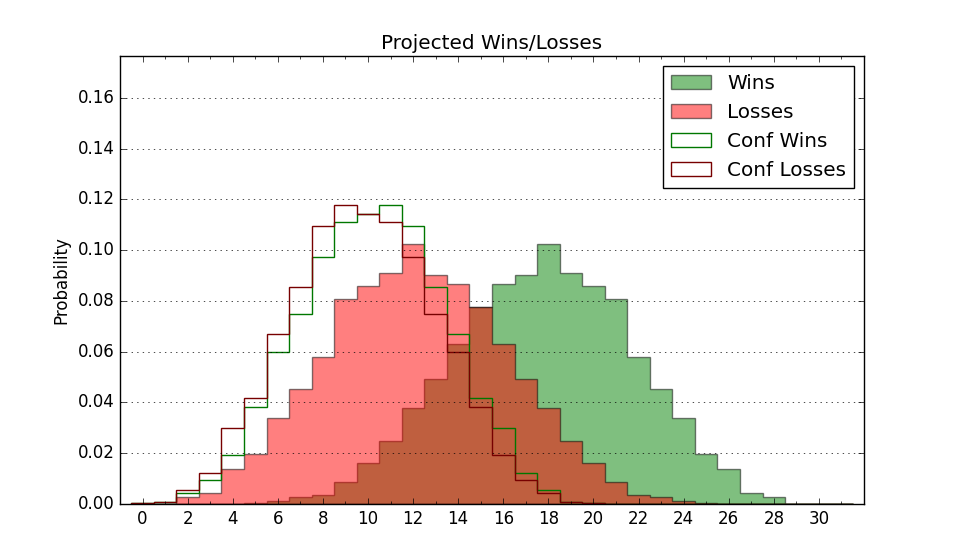 Projected Wins/Losses
Wins
Losses
Conf Wins
Conf Losses
Probability
0.16
0.14
0.12
0.10
0.08
0.06
0.04
0.02
0.00
0 2 4 6 8 10 12 14 16 18 20 22 24 26 28 30